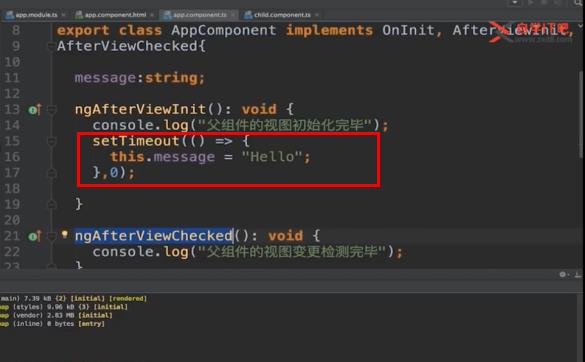 app.module.ts × app.component.html × app.component.ts × child.component.ts ×
8 export class AppComponent implements OnInit, AfterViewInit,
9 AfterViewChecked{
10
11 message:string;
12
13 ngAfterViewInit(): void {
14 console.log("父组件的视图初始化完毕");
15 setTimeout(() => {
16 this.message = "Hello";
17 },0);
18
19 }
20
21 ngAfterViewChecked(): void {
22 console.log("父组件的视图变更检测完毕");
23 }
main) 7.39 kB {2} [initial] [rendered]
map (styles) 9.96 kB {3} [initial]
map (vendor) 2.83 MB [initial]
map (inline) 0 bytes [entry]